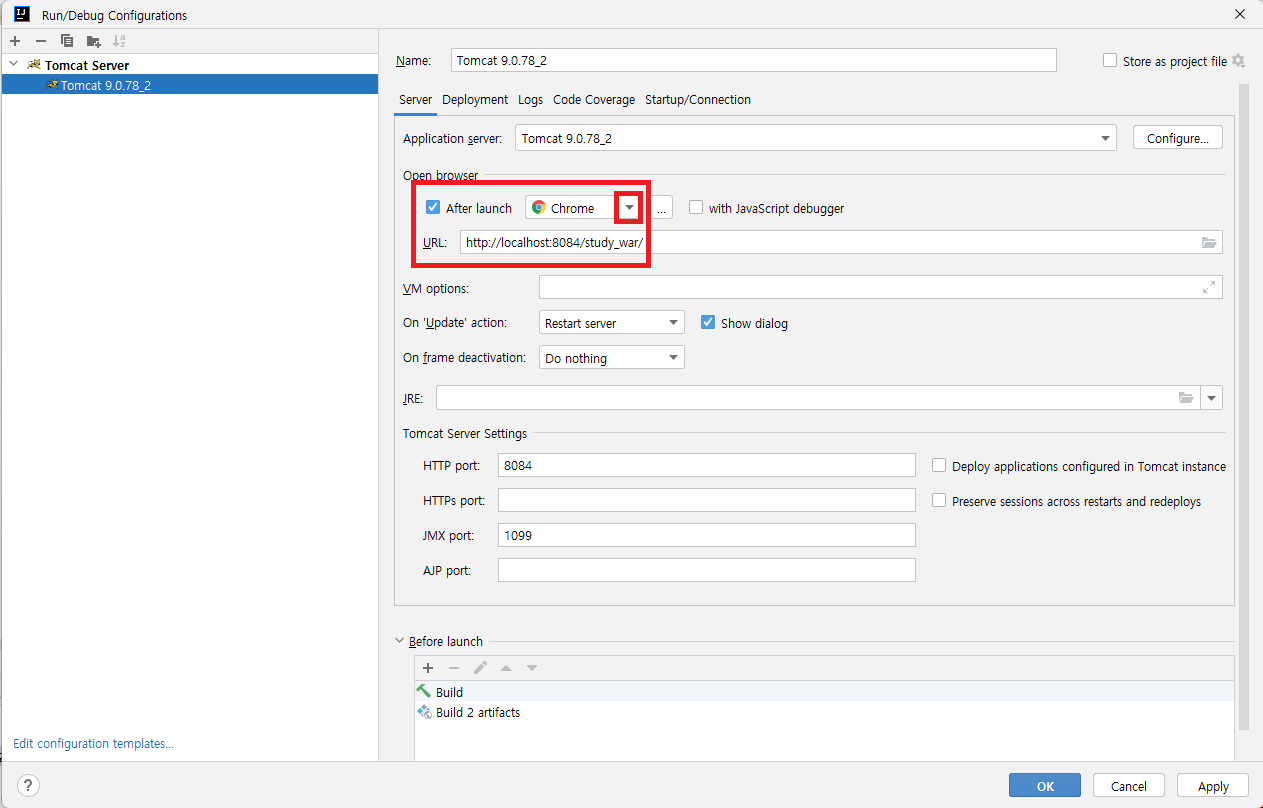 Run/Debug Configurations
Tomcat Server
Tomcat 9.0.78_2
Edit configuration templates...
Name: Tomcat 9.0.78_2 Store as project file
Server Deployment Logs Code Coverage Startup/Connection
Application server: Tomcat 9.0.78_2 Configure...
Open browser
After launch Chrome ... with JavaScript debugger
URL: http://localhost:8084/study_war/
VM options:
On 'Update' action: Restart server Show dialog
On frame deactivation: Do nothing
JRE:
Tomcat Server Settings
HTTP port: 8084 Deploy applications configured in Tomcat instance
HTTPs port: Preserve sessions across restarts and redeploys
JMX port: 1099
AJP port:
Before launch
Build
Build 2 artifacts
? OK Cancel Apply